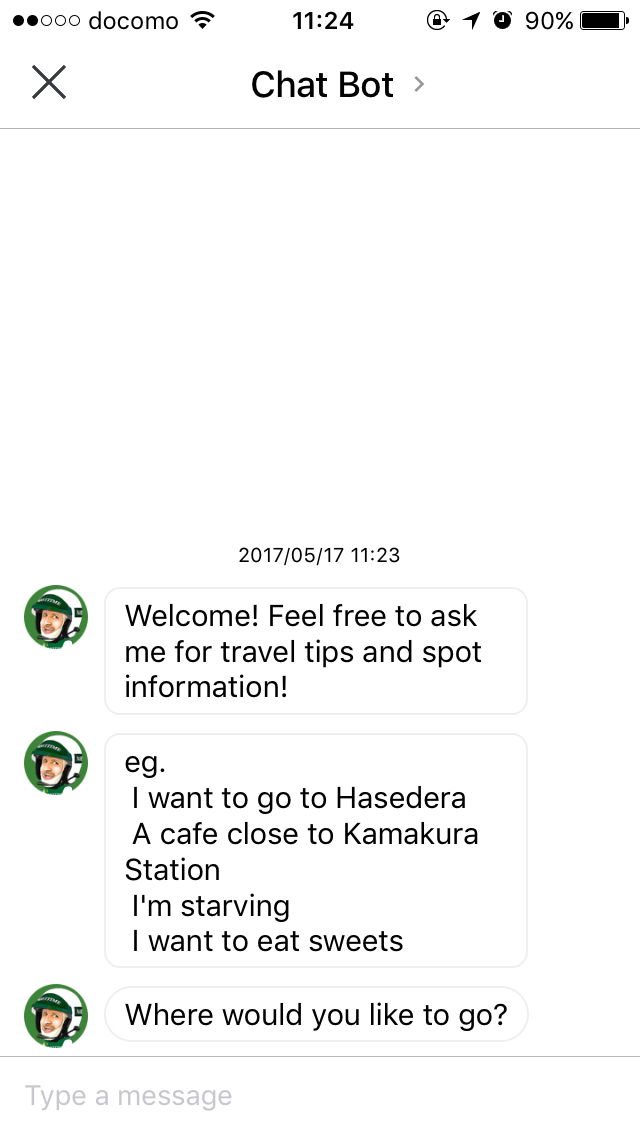 docomo 11:24 90%
Chat Bot
2017/05/17 11:23
Welcome! Feel free to ask
me for travel tips and spot
information!
eg.
I want to go to Hasedera
A cafe close to Kamakura
Station
I'm starving
I want to eat sweets
Where would you like to go?
Type a message